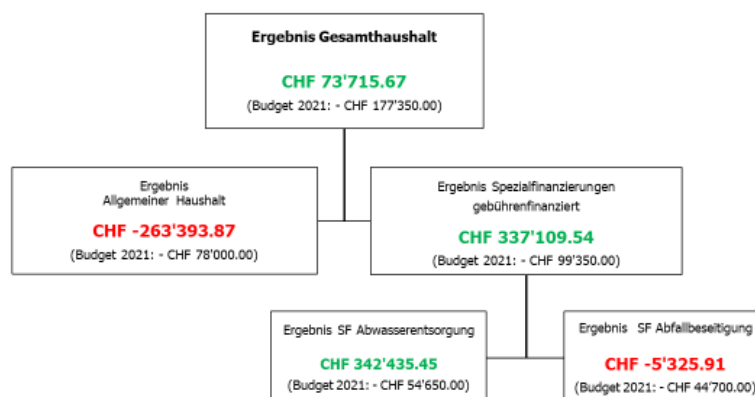 Ergebnis Gesamthaushalt
CHF 73'715.67
(Budget 2021: - CHF 177'350.00)
Ergebnis
Allgemeiner Haushalt
CHF -263'393.87
(Budget 2021: - CHF 78'000.00)
Ergebnis Spezialfinanzierungen
gebührenfinanziert
CHF 337'109.54
(Budget 2021: - CHF 99'350.00)
Ergebnis SF Abwasserentsorgung
CHF 342'435.45
(Budget 2021: - CHF 54'650.00)
Ergebnis SF Abfallbeseitigung
CHF -5'325.91
(Budget 2021: - CHF 44'700.00)